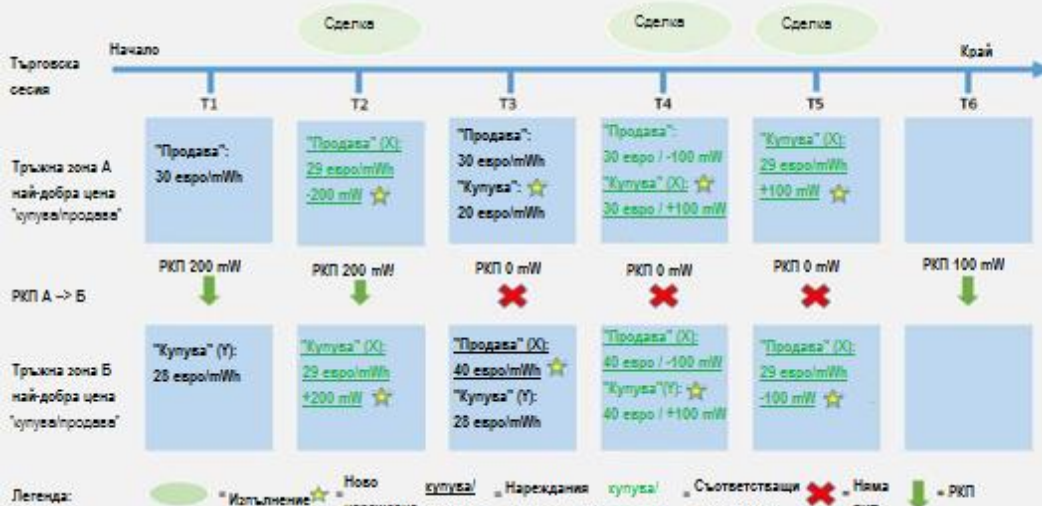 Сделка Сделка Сделка
Начало Край
Търговска сесия
T1 T2 T3 T4 T5 T6
Тръжна зона А
най-добра цена
"купува/продава"
"Продава":
30 евро/mWh
"Продава" (X):
29 евро/mWh
-200 mW
"Продава":
30 евро/mWh
"Купува":
20 евро/mWh
"Продава":
30 евро / -100 mW
"Купува" (X):
30 евро / +100 mW
"Купува" (X):
29 евро/mWh
+100 mW
РКП А –> Б
РКП 200 mW РКП 200 mW РКП 0 mW РКП 0 mW РКП 0 mW РКП 100 mW
Тръжна зона Б
най-добра цена
"купува/продава"
"Купува" (Y):
28 евро/mWh
"Купува" (X):
29 евро/mWh
+200 mW
"Продава" (X):
40 евро/mWh
"Купува" (Y):
28 евро/mWh
"Продава" (X):
40 евро / -100 mW
"Купува"(Y):
40 евро / +100 mW
"Продава" (X):
29 евро/mWh
-100 mW
Легенда: = Изпълнение = Ново купува/ = Нареждания купува/ = Съответстващи = Няма = РКП